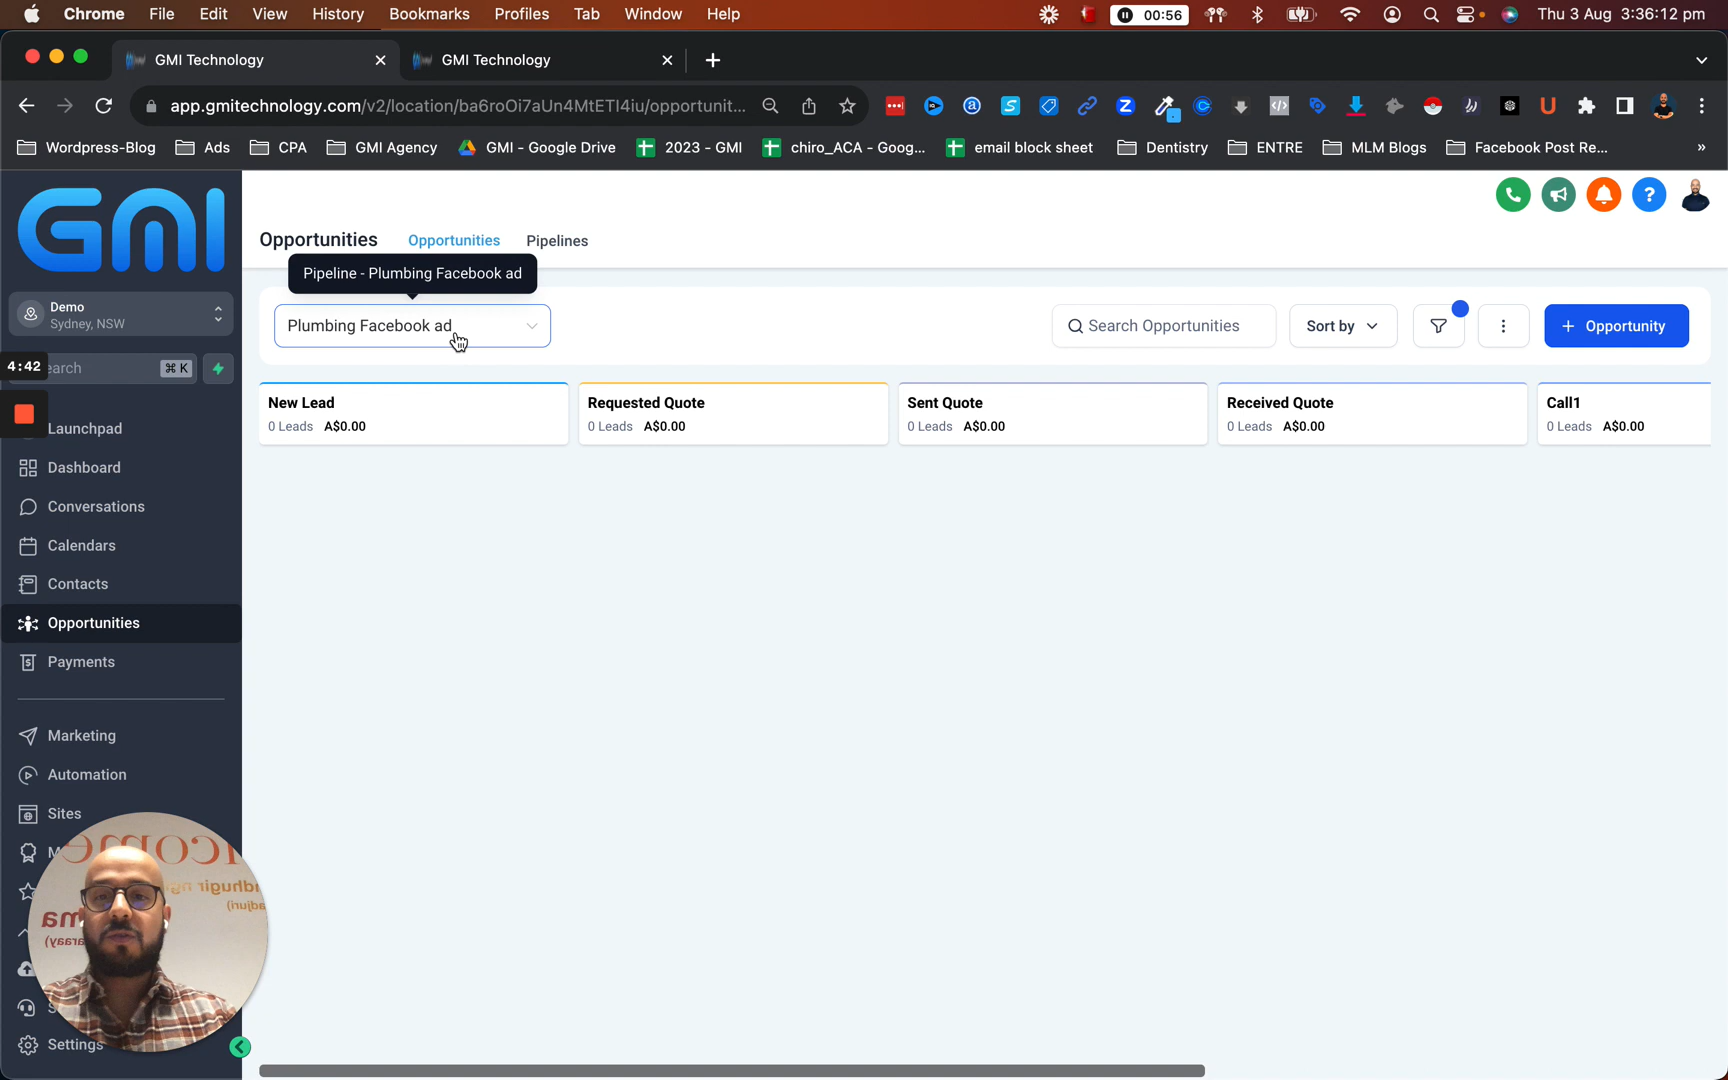 Chrome File Edit View History Bookmarks Profiles Tab Window Help 00:56 Thu 3 Aug 3:36:12 pm
GMI Technology GMI Technology
app.gmitechnology.com/v2/location/ba6roOi7aUn4MtETI4iu/opportunit...
Wordpress-Blog Ads CPA GMI Agency GMI - Google Drive 2023 - GMI chiro_ACA - Goog... email block sheet Dentistry ENTRE MLM Blogs Facebook Post Re... »
GMI
Opportunities Opportunities Pipelines
Pipeline - Plumbing Facebook ad
Demo
Sydney, NSW
Plumbing Facebook ad Search Opportunities Sort by + Opportunity
4:42 earch ⌘ K
New Lead Requested Quote Sent Quote Received Quote Call1
0 Leads A$0.00 0 Leads A$0.00 0 Leads A$0.00 0 Leads A$0.00 0 Leads A$0.00
Launchpad
Dashboard
Conversations
Calendars
Contacts
Opportunities
Payments
Marketing
Automation
Sites
Settings